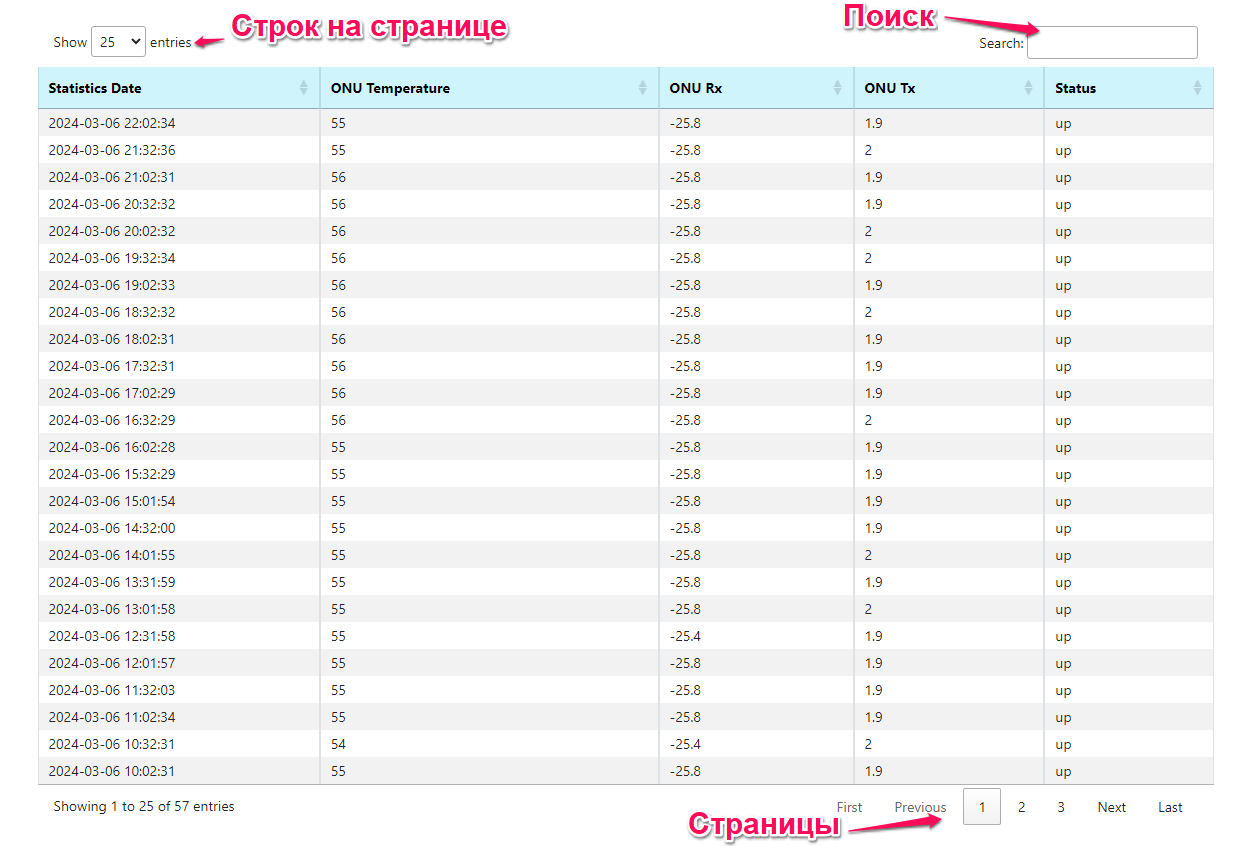 Строк на странице
Поиск
Show 25 entries
Search:
Statistics Date ONU Temperature ONU Rx ONU Tx Status
2024-03-06 22:02:34 55 -25.8 1.9 up
2024-03-06 21:32:36 55 -25.8 2 up
2024-03-06 21:02:31 56 -25.8 1.9 up
2024-03-06 20:32:32 56 -25.8 1.9 up
2024-03-06 20:02:32 56 -25.8 2 up
2024-03-06 19:32:34 56 -25.8 2 up
2024-03-06 19:02:33 56 -25.8 1.9 up
2024-03-06 18:32:32 56 -25.8 2 up
2024-03-06 18:02:31 56 -25.8 1.9 up
2024-03-06 17:32:31 56 -25.8 1.9 up
2024-03-06 17:02:29 56 -25.8 1.9 up
2024-03-06 16:32:29 56 -25.8 2 up
2024-03-06 16:02:28 55 -25.8 1.9 up
2024-03-06 15:32:29 55 -25.8 1.9 up
2024-03-06 15:01:54 55 -25.8 1.9 up
2024-03-06 14:32:00 55 -25.8 1.9 up
2024-03-06 14:01:55 55 -25.8 2 up
2024-03-06 13:31:59 55 -25.8 1.9 up
2024-03-06 13:01:58 55 -25.8 2 up
2024-03-06 12:31:58 55 -25.4 1.9 up
2024-03-06 12:01:57 55 -25.8 1.9 up
2024-03-06 11:32:03 55 -25.8 1.9 up
2024-03-06 11:02:34 55 -25.8 1.9 up
2024-03-06 10:32:31 54 -25.4 2 up
2024-03-06 10:02:31 55 -25.8 1.9 up
Showing 1 to 25 of 57 entries
First Previous 1 2 3 Next Last
Страницы